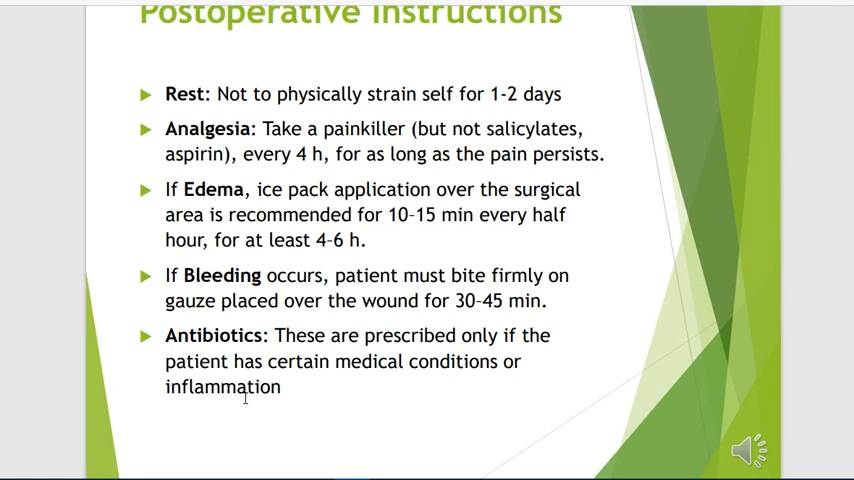 Postoperative Instructions
Rest: Not to physically strain self for 1-2 days
Analgesia: Take a painkiller (but not salicylates,
aspirin), every 4 h, for as long as the pain persists.
If Edema, ice pack application over the surgical
area is recommended for 10–15 min every half
hour, for at least 4–6 h.
If Bleeding occurs, patient must bite firmly on
gauze placed over the wound for 30–45 min.
Antibiotics: These are prescribed only if the
patient has certain medical conditions or
inflammation